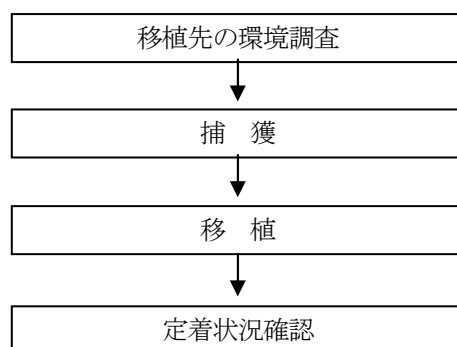 移植先の環境調査
捕　獲
移　植
定着状況確認